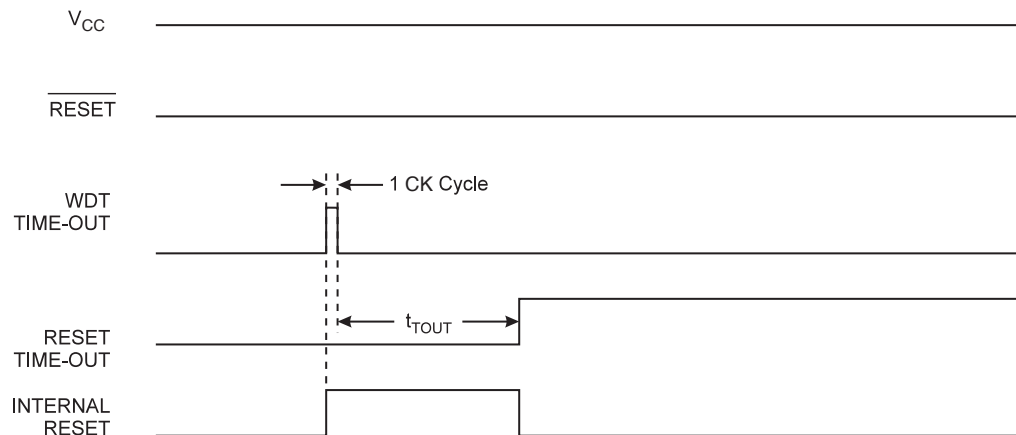 VCC
RESET
1 CK Cycle
WDT
TIME-OUT
tTOUT
RESET
TIME-OUT
INTERNAL
RESET